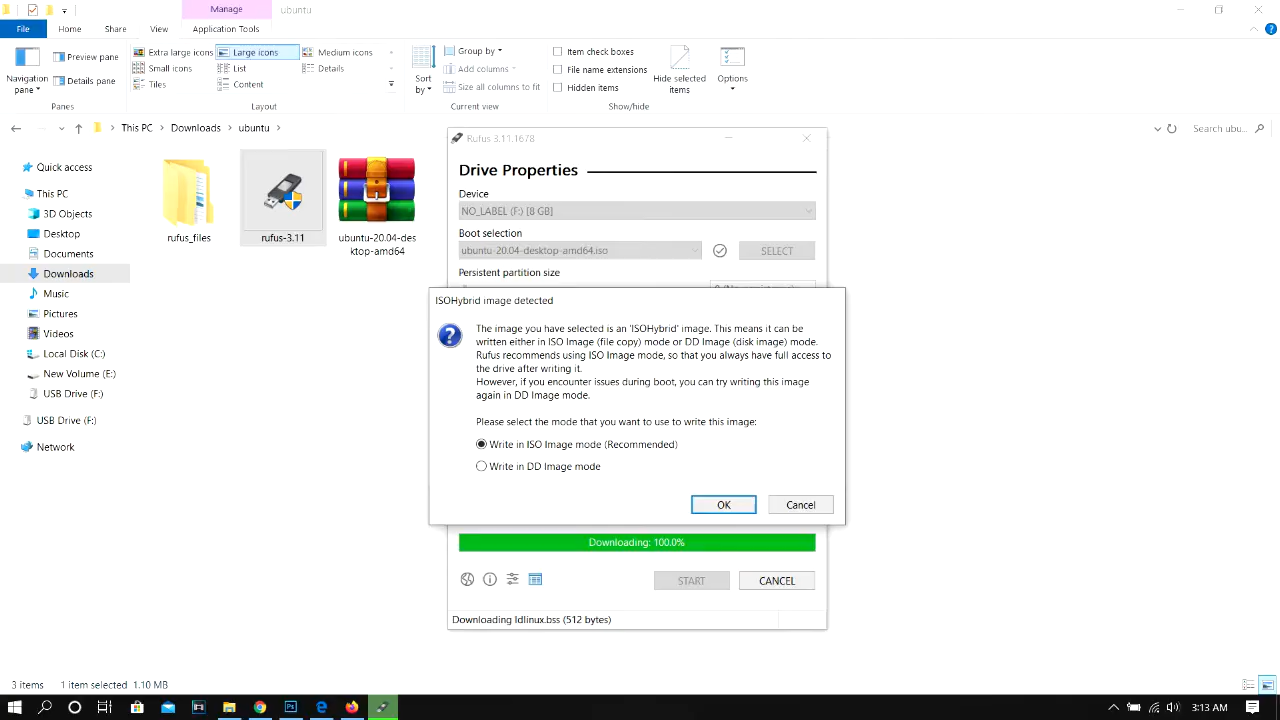 Manage
ubuntu
File
Home
Share
View
Application Tools
Navigation
pane
Preview pane
Details pane
Panes
Extra large icons
Large icons
Medium icons
Small icons
List
Details
Tiles
Content
Layout
Sort
by
Group by
Add columns
Size all columns to fit
Current view
Item check boxes
File name extensions
Hidden items
Hide selected
items
Show/hide
Options
This PC
Downloads
ubuntu
Search ubu...
Quick access
This PC
3D Objects
Desktop
Documents
Downloads
Music
Pictures
Videos
Local Disk (C:)
New Volume (E:)
USB Drive (F:)
USB Drive (F:)
Network
rufus_files
rufus-3.11
ubuntu-20.04-des
ktop-amd64
Rufus 3.11.1678
Drive Properties
Device
NO_LABEL (F:) [8 GB]
Boot selection
ubuntu-20.04-desktop-amd64.iso
SELECT
Persistent partition size
ISOHybrid image detected
The image you have selected is an 'ISOHybrid' image. This means it can be
written either in ISO Image (file copy) mode or DD Image (disk image) mode.
Rufus recommends using ISO Image mode, so that you always have full access to
the drive after writing it.
However, if you encounter issues during boot, you can try writing this image
again in DD Image mode.
Please select the mode that you want to use to write this image:
Write in ISO Image mode (Recommended)
Write in DD Image mode
OK
Cancel
Downloading: 100.0%
START
CANCEL
Downloading ldlinux.bss (512 bytes)
3 items
1 item selected 1.10 MB
3:13 AM